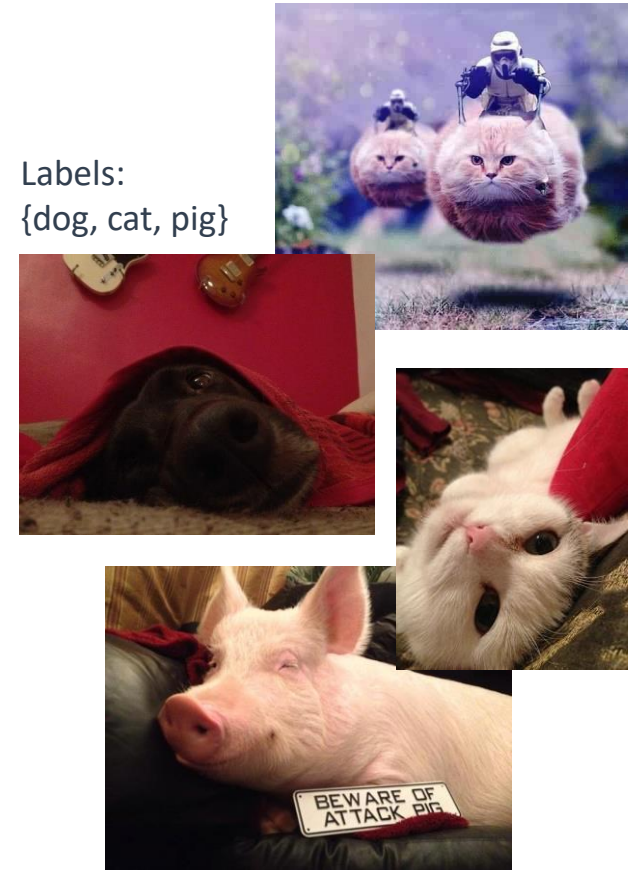 Labels:
{dog, cat, pig}
BEWARE OF
ATTACK PIG